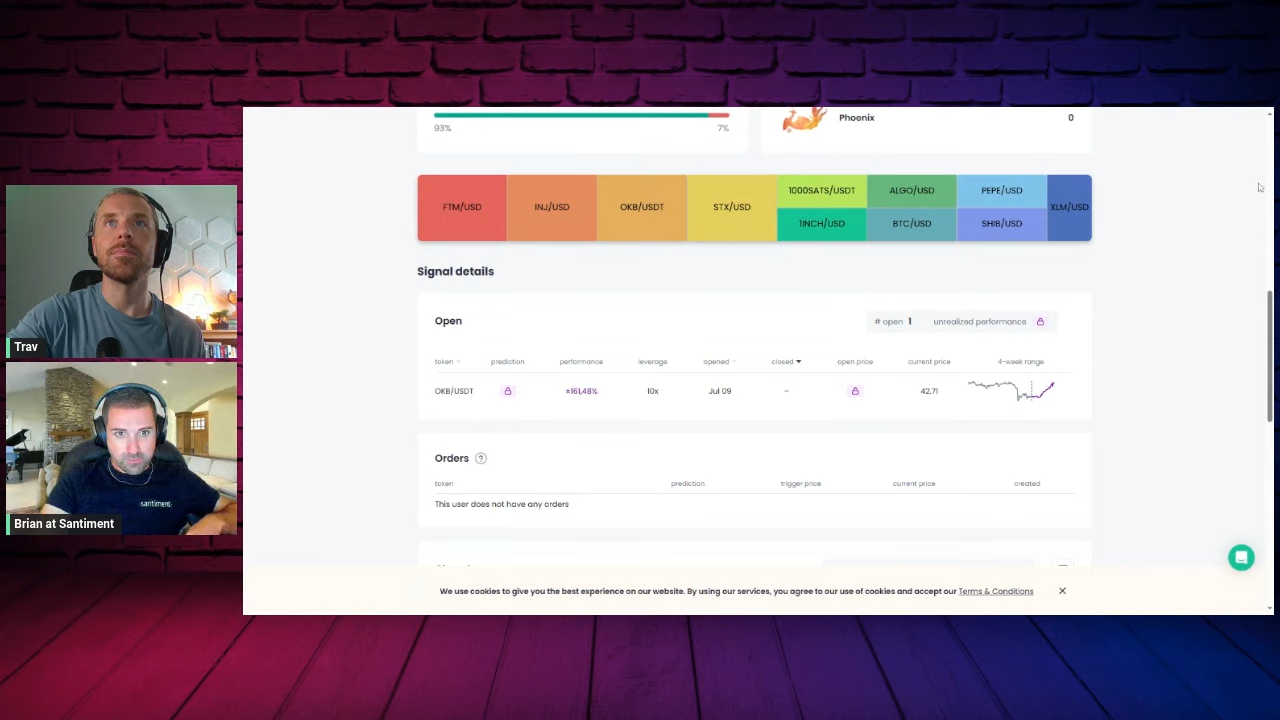 93%
7%
Phoenix
0
FTM/USD
INJ/USD
OKB/USDT
STX/USD
1000SATS/USDT
1INCH/USD
ALGO/USD
BTC/USD
PEPE/USD
SHIB/USD
XLM/USD
Signal details
Open
# open 1 unrealized performance
token prediction performance leverage opened closed open price current price 4-week range
OKB/USDT ±161,48% 10x Jul 09 – 42.71
Orders ?
token prediction trigger price current price created
This user does not have any orders
We use cookies to give you the best experience on our website. By using our services, you agree to our use of cookies and accept our Terms & Conditions
Trav
·santiment·
Brian at Santiment